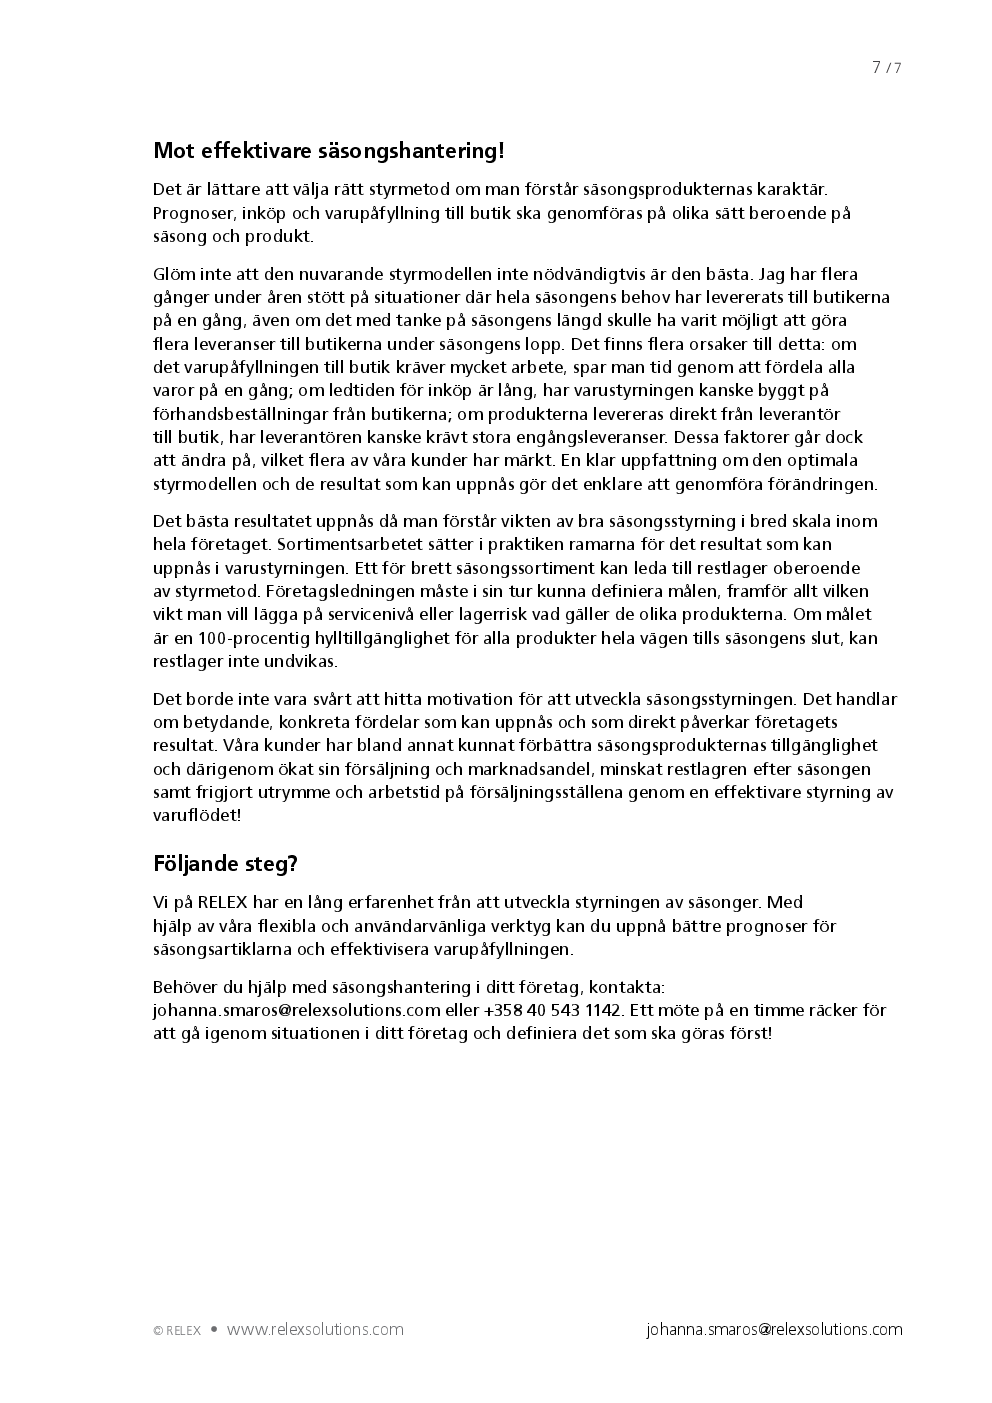 7 / 7
Mot effektivare säsongshantering!
Det är lättare att välja rätt styrmetod om man förstår säsongsprodukternas karaktär.
Prognoser, inköp och varupåfyllning till butik ska genomföras på olika sätt beroende på
säsong och produkt.
Glöm inte att den nuvarande styrmodellen inte nödvändigtvis är den bästa. Jag har flera
gånger under åren stött på situationer där hela säsongens behov har levererats till butikerna
på en gång, även om det med tanke på säsongens längd skulle ha varit möjligt att göra
flera leveranser till butikerna under säsongens lopp. Det finns flera orsaker till detta: om
det varupåfyllningen till butik kräver mycket arbete, spar man tid genom att fördela alla
varor på en gång; om ledtiden för inköp är lång, har varustyrningen kanske byggt på
förhandsbeställningar från butikerna; om produkterna levereras direkt från leverantör
till butik, har leverantören kanske krävt stora engångsleveranser. Dessa faktorer går dock
att ändra på, vilket flera av våra kunder har märkt. En klar uppfattning om den optimala
styrmodellen och de resultat som kan uppnås gör det enklare att genomföra förändringen.
Det bästa resultatet uppnås då man förstår vikten av bra säsongsstyrning i bred skala inom
hela företaget. Sortimentsarbetet sätter i praktiken ramarna för det resultat som kan
uppnås i varustyrningen. Ett för brett säsongssortiment kan leda till restlager oberoende
av styrmetod. Företagsledningen måste i sin tur kunna definiera målen, framför allt vilken
vikt man vill lägga på servicenivå eller lagerrisk vad gäller de olika produkterna. Om målet
är en 100-procentig hylltillgänglighet för alla produkter hela vägen tills säsongens slut, kan
restlager inte undvikas.
Det borde inte vara svårt att hitta motivation för att utveckla säsongsstyrningen. Det handlar
om betydande, konkreta fördelar som kan uppnås och som direkt påverkar företagets
resultat. Våra kunder har bland annat kunnat förbättra säsongsprodukternas tillgänglighet
och därigenom ökat sin försäljning och marknadsandel, minskat restlagren efter säsongen
samt frigjort utrymme och arbetstid på försäljningsställena genom en effektivare styrning av
varuflödet!
Följande steg?
Vi på RELEX har en lång erfarenhet från att utveckla styrningen av säsonger. Med
hjälp av våra flexibla och användarvänliga verktyg kan du uppnå bättre prognoser för
säsongsartiklarna och effektivisera varupåfyllningen.
Behöver du hjälp med säsongshantering i ditt företag, kontakta:
johanna.smaros@relexsolutions.com eller +358 40 543 1142. Ett möte på en timme räcker för
att gå igenom situationen i ditt företag och definiera det som ska göras först!
© RELEX • www.relexsolutions.com johanna.smaros@relexsolutions.com